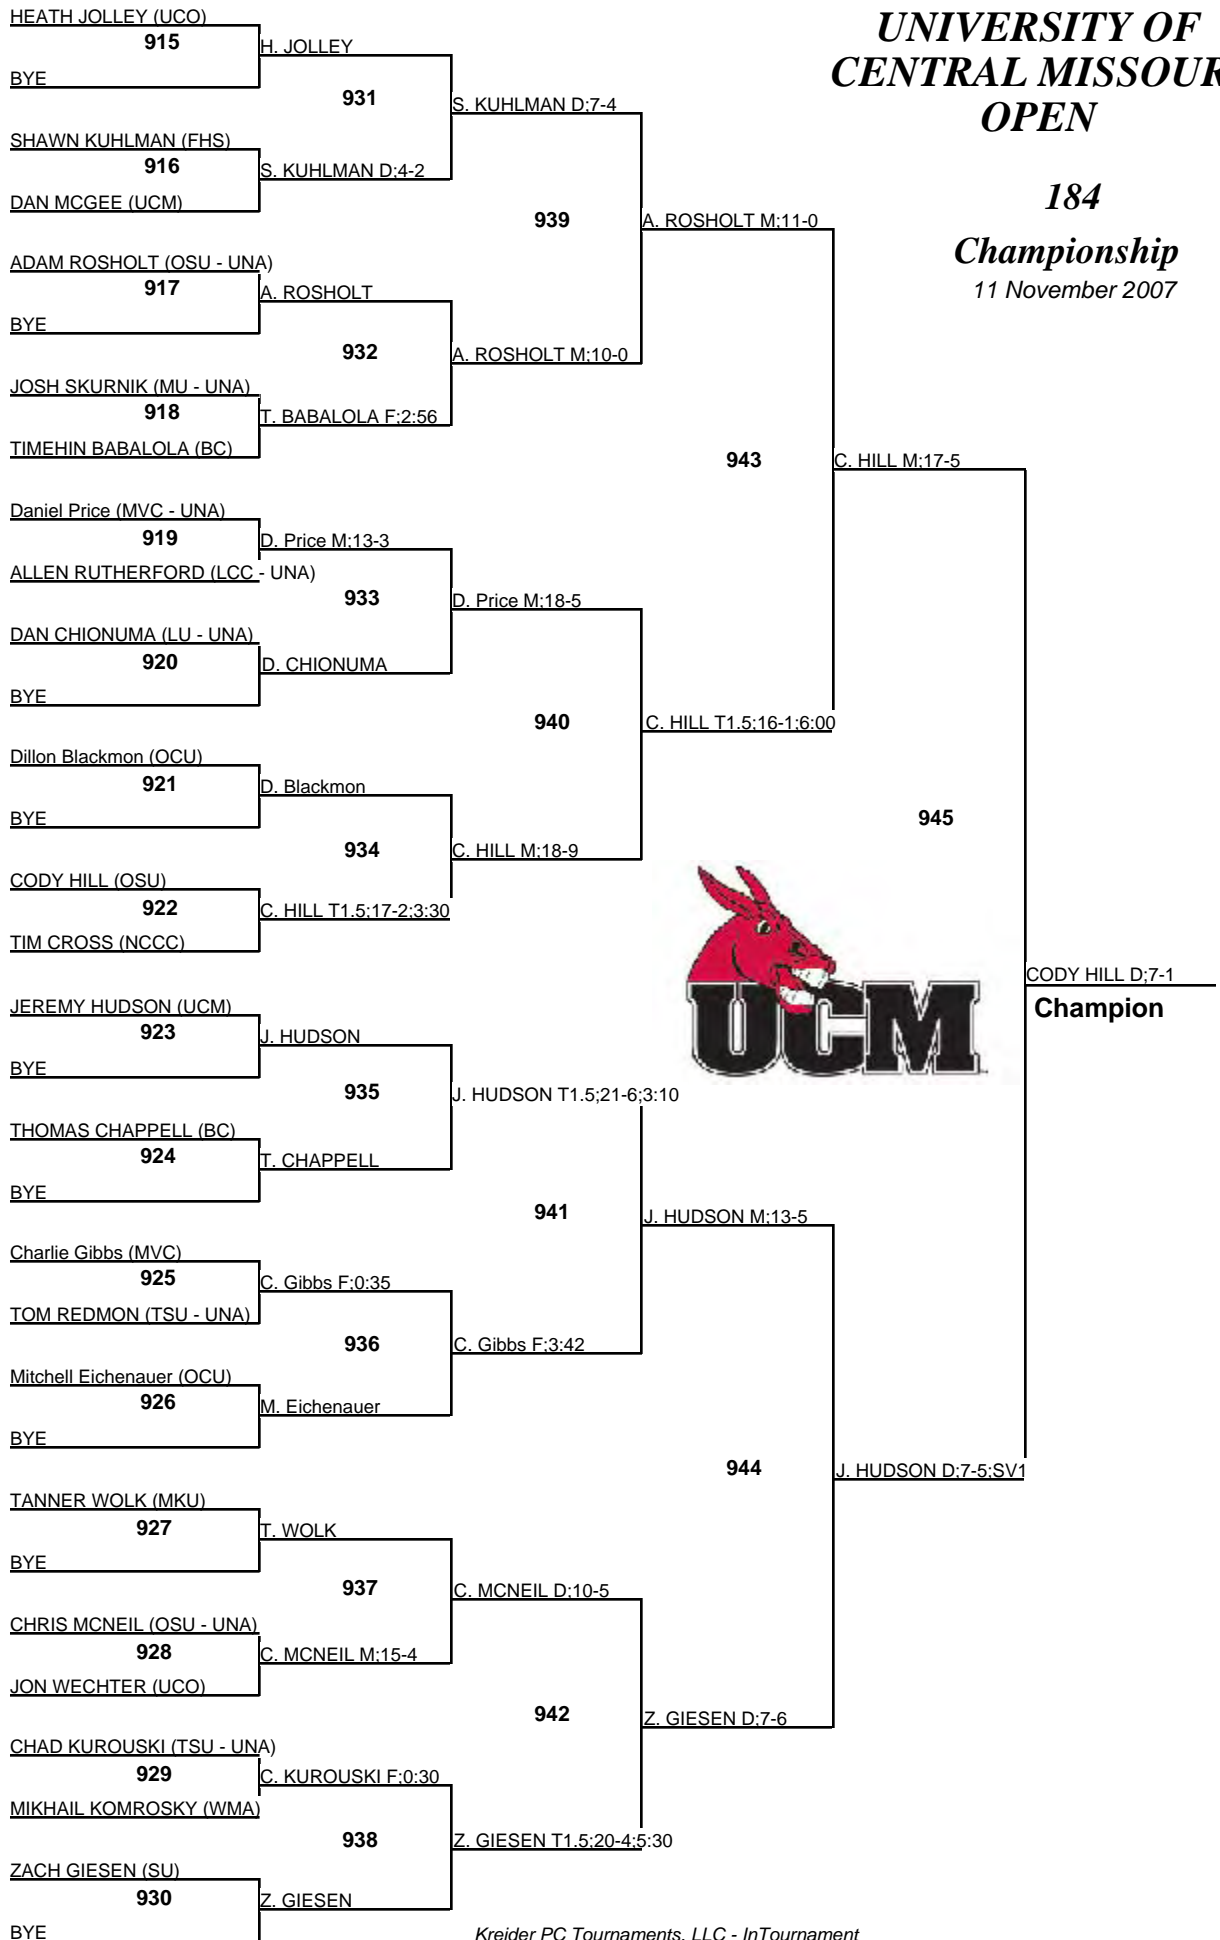 HEATH JOLLEY (UCO)
915
BYE
H. JOLLEY
931
SHAWN KUHLMAN (FHS)
916
DAN MCGEE (UCM)
S. KUHLMAN D;4-2
S. KUHLMAN D;7-4
939
ADAM ROSHOLT (OSU - UNA)
917
BYE
A. ROSHOLT
932
JOSH SKURNIK (MU - UNA)
918
TIMEHIN BABALOLA (BC)
T. BABALOLA F;2:56
A. ROSHOLT M;10-0
A. ROSHOLT M;11-0
943
Daniel Price (MVC - UNA)
919
ALLEN RUTHERFORD (LCC - UNA)
D. Price M;13-3
933
DAN CHIONUMA (LU - UNA)
920
BYE
D. CHIONUMA
D. Price M;18-5
940
Dillon Blackmon (OCU)
921
BYE
D. Blackmon
934
CODY HILL (OSU)
922
TIM CROSS (NCCC)
C. HILL T1.5;17-2;3:30
C. HILL M;18-9
C. HILL T1.5;16-1;6:00
C. HILL M;17-5
945
JEREMY HUDSON (UCM)
923
BYE
J. HUDSON
935
THOMAS CHAPPELL (BC)
924
BYE
T. CHAPPELL
J. HUDSON T1.5;21-6;3:10
941
Charlie Gibbs (MVC)
925
TOM REDMON (TSU - UNA)
C. Gibbs F;0:35
936
Mitchell Eichenauer (OCU)
926
BYE
M. Eichenauer
C. Gibbs F;3:42
J. HUDSON M;13-5
944
TANNER WOLK (MKU)
927
BYE
T. WOLK
937
CHRIS MCNEIL (OSU - UNA)
928
JON WECHTER (UCO)
C. MCNEIL M;15-4
C. MCNEIL D;10-5
942
CHAD KUROUSKI (TSU - UNA)
929
MIKHAIL KOMROSKY (WMA)
C. KUROUSKI F;0:30
938
ZACH GIESEN (SU)
930
BYE
Z. GIESEN
Z. GIESEN T1.5;20-4;5:30
Z. GIESEN D;7-6
J. HUDSON D;7-5;SV1
CODY HILL D;7-1
Champion
UNIVERSITY OF
CENTRAL MISSOUR
OPEN
184
Championship
11 November 2007
UCM
Kreider PC Tournaments, LLC - InTournament